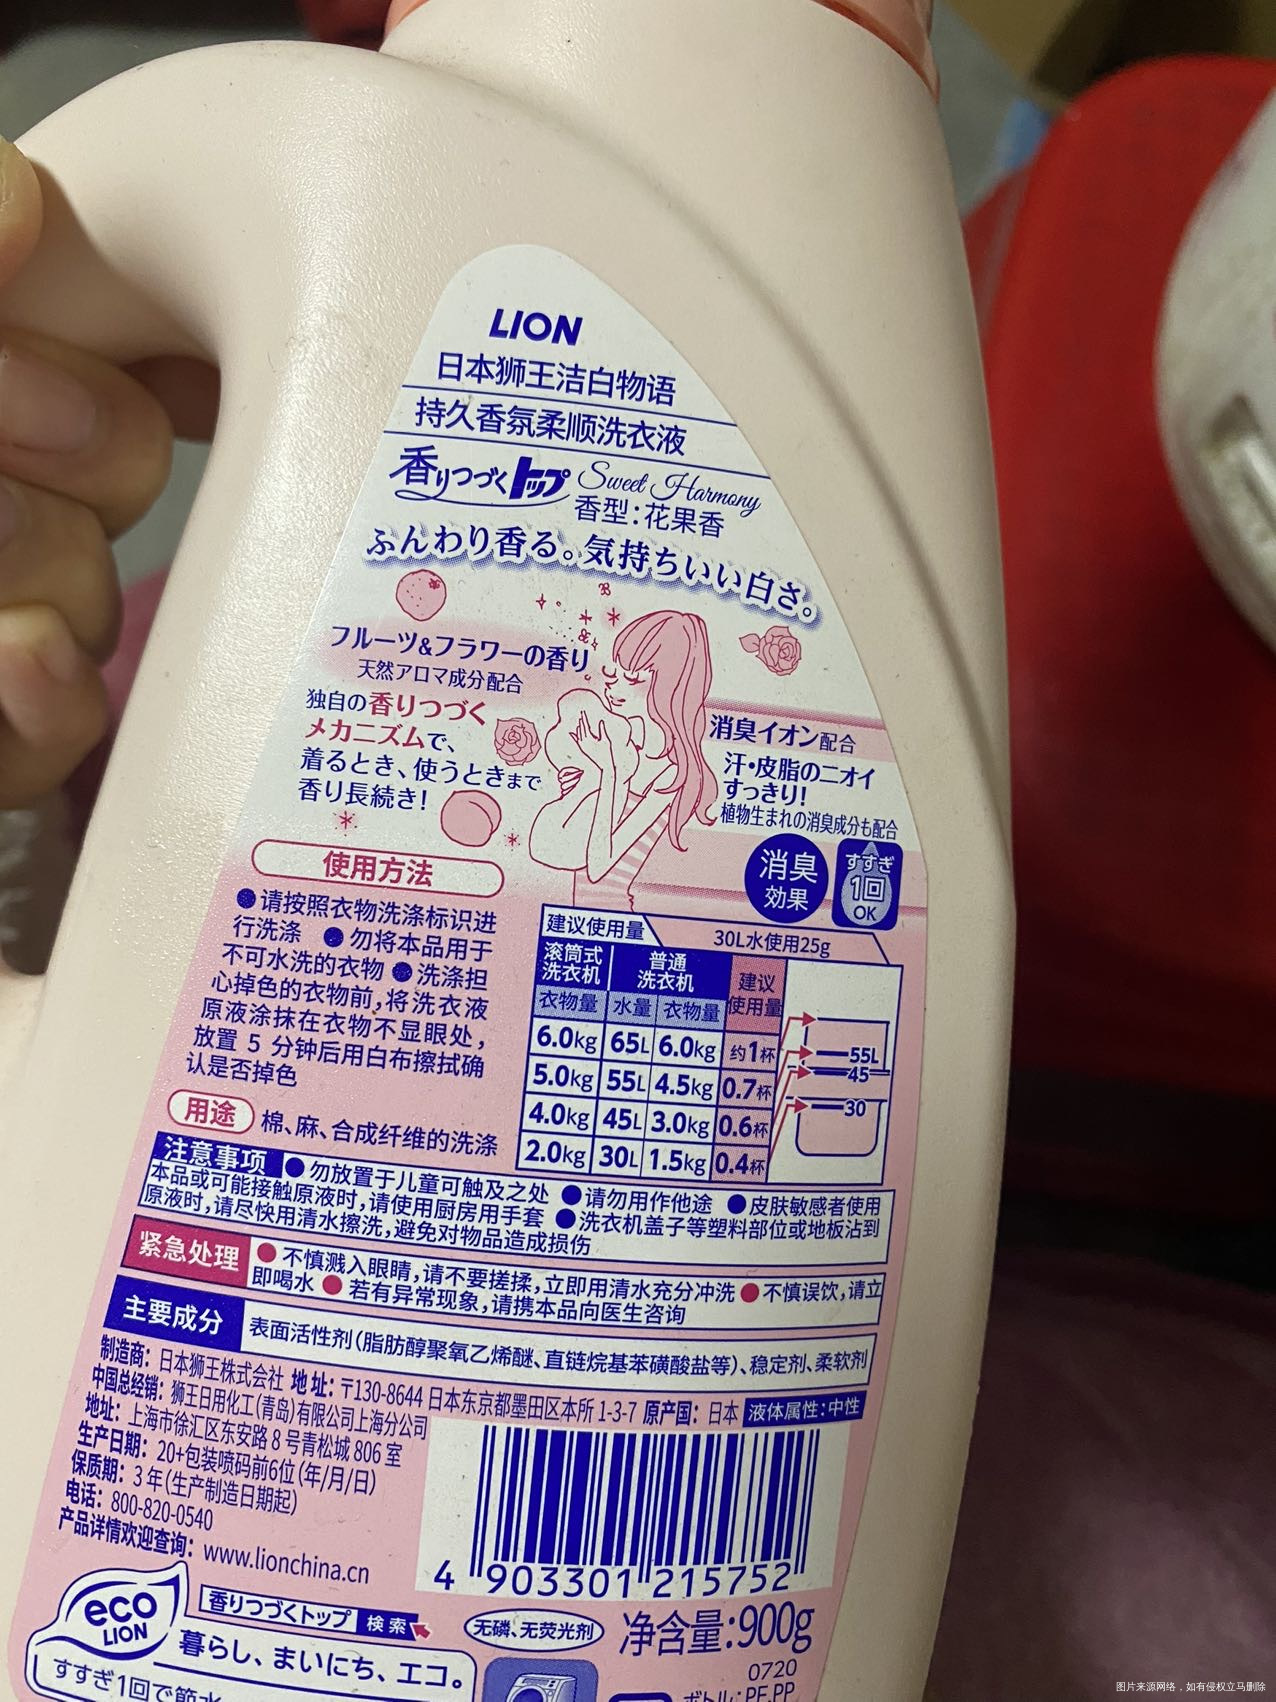 LION
日本狮王洁白物语
持久香氛柔顺洗衣液
香りつづくトップ Sweet Harmony
香型:花果香
ふんわり香る。気持ちいい白さ。
フルーツ&フラワーの香り
天然アロマ成分配合
独自の香りつづく
メカニズムで、
着るとき、使うときまで
香り長続き!
消臭イオン配合
汗・皮脂のニオイ
すっきり!
植物生まれの消臭成分も配合
消臭
効果
すすぎ
1回
OK
使用方法
●请按照衣物洗涤标识进
行洗涤 ●勿将本品用于
不可水洗的衣物 ●洗涤担
心掉色的衣物前,将洗衣液
原液涂抹在衣物不显眼处,
放置 5 分钟后用白布擦拭确
认是否掉色
用途 棉、麻、合成纤维的洗涤
建议使用量 30L水使用25g
滚筒式洗衣机 普通洗衣机 建议使用量
衣物量 水量 衣物量
6.0kg 65L 6.0kg 约1杯
5.0kg 55L 4.5kg 0.7杯
4.0kg 45L 3.0kg 0.6杯
2.0kg 30L 1.5kg 0.4杯
55L
45
30
注意事项 ●勿放置于儿童可触及之处 ●请勿用作他途 ●皮肤敏感者使用
本品或可能接触原液时,请使用厨房用手套 ●洗衣机盖子等塑料部位或地板沾到
原液时,请尽快用清水擦洗,避免对物品造成损伤
紧急处理 ●不慎溅入眼睛,请不要搓揉,立即用清水充分冲洗 ●不慎误饮,请立
即喝水 ●若有异常现象,请携本品向医生咨询
主要成分 表面活性剂(脂肪醇聚氧乙烯醚、直链烷基苯磺酸盐等)、稳定剂、柔软剂
制造商: 日本狮王株式会社 地址: 〒130-8644 日本东京都墨田区本所 1-3-7 原产国: 日本 液体属性:中性
中国总经销: 狮王日用化工(青岛)有限公司上海分公司
地址: 上海市徐汇区东安路 8 号青松城 806 室
生产日期: 20+包装喷码前6位(年/月/日)
保质期: 3 年(生产制造日期起)
电话: 800-820-0540
产品详情欢迎查询: www.lionchina.cn
4 903301 215752
eco
LION
香りつづくトップ 検索
无磷、无荧光剂
净含量:900g
暮らし、まいにち、エコ。
すすぎ1回で節水
0720
ボトル:PE,PP
图片来源网络,如有侵权立马删除